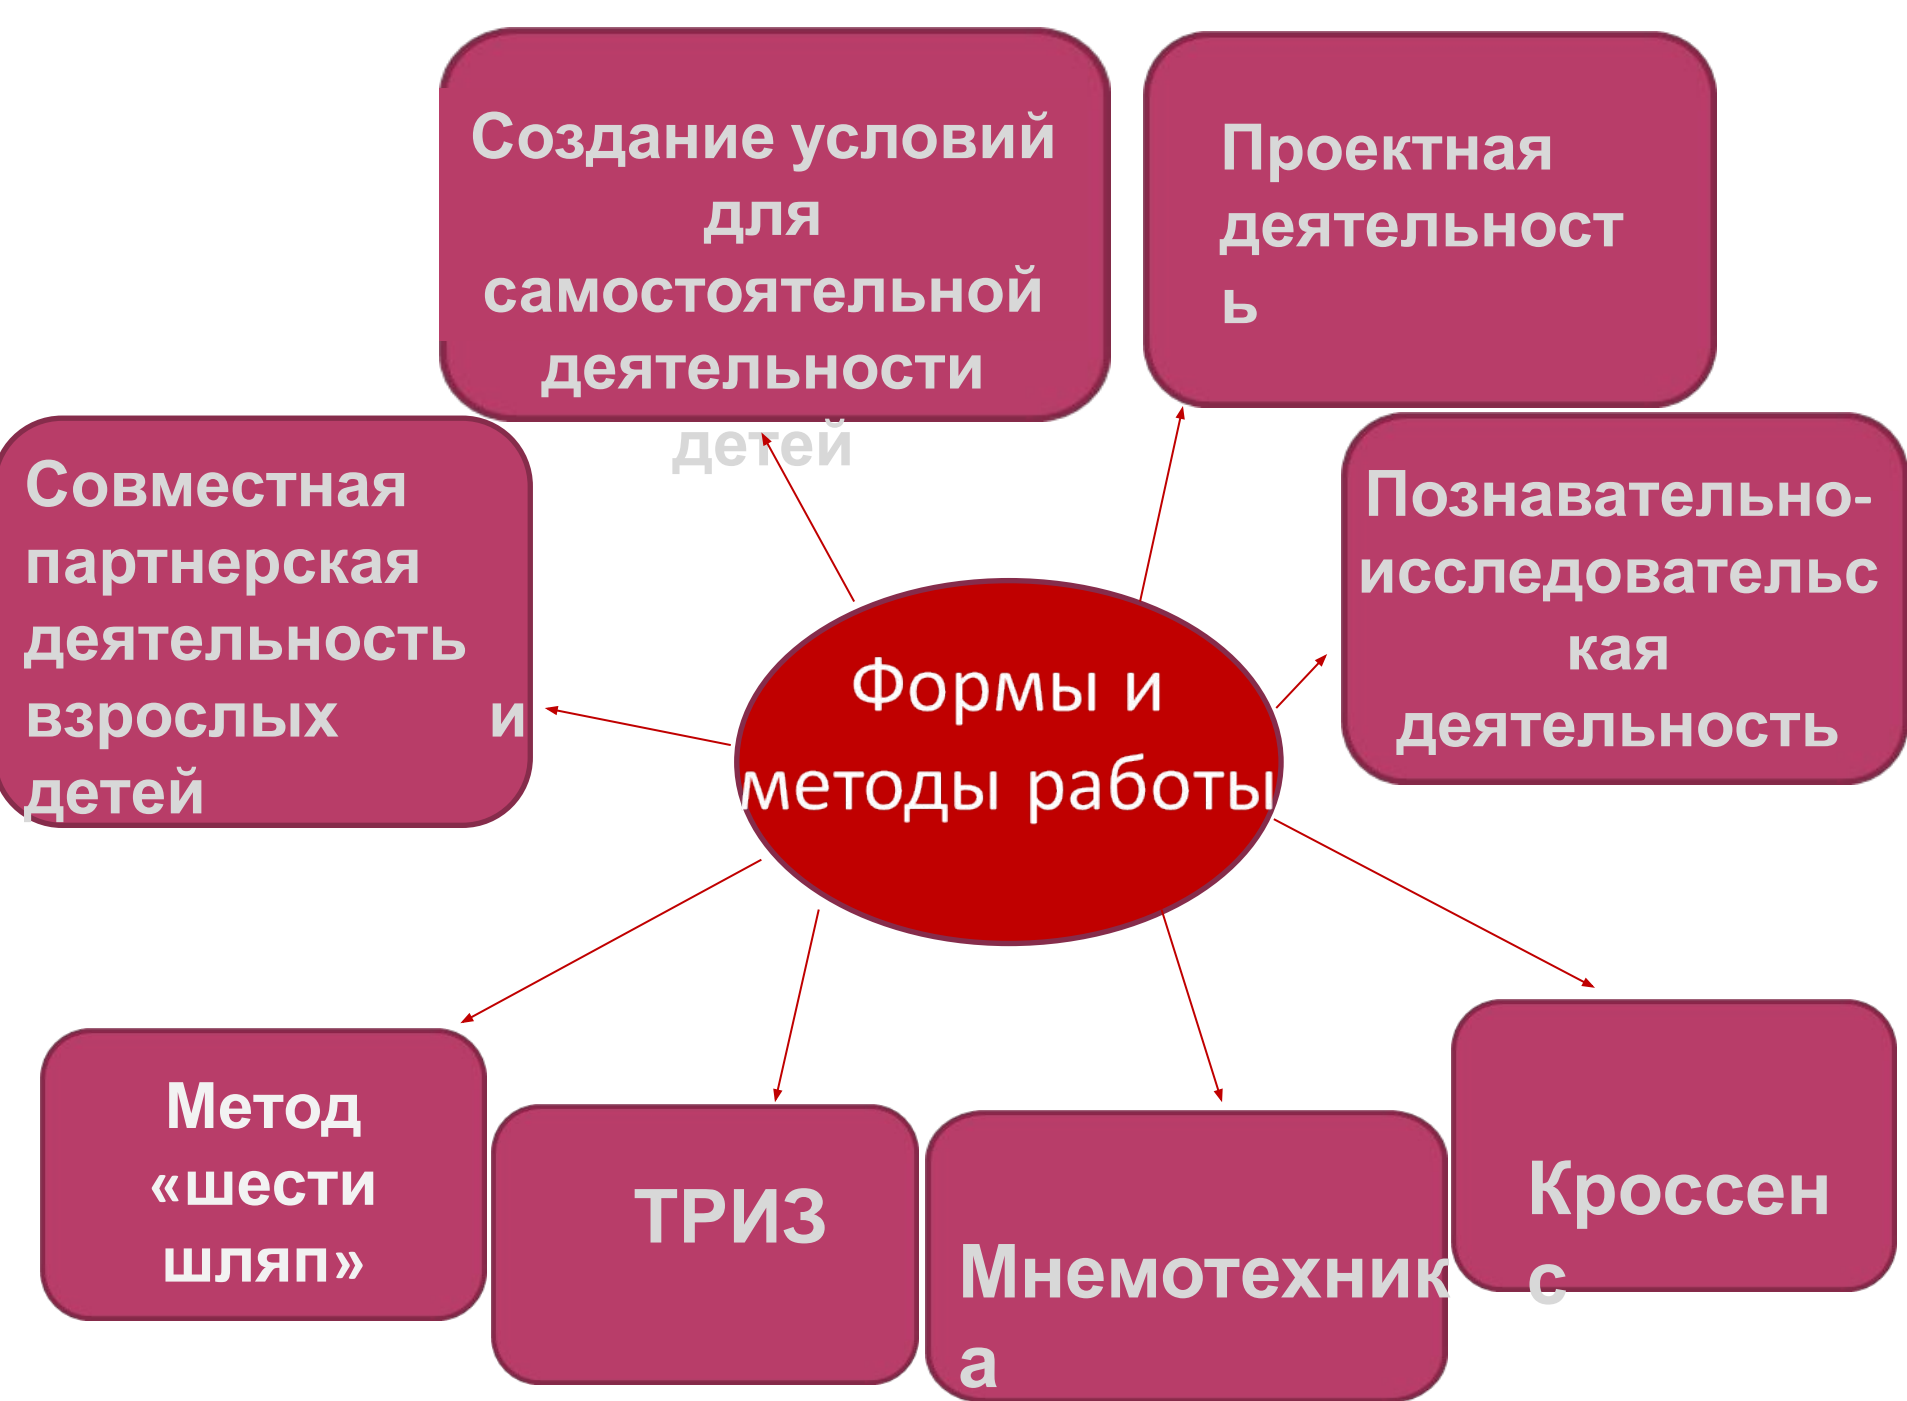 Создание условий
для
самостоятельной
деятельности
детей
Проектная
деятельност
ь
Совместная
партнерская
деятельность
взрослых и
детей
Познавательно-
исследовательс
кая
деятельность
Формы и
методы работы
Метод
«шести
шляп»
ТРИЗ
Мнемотехник
а
Кроссен
с